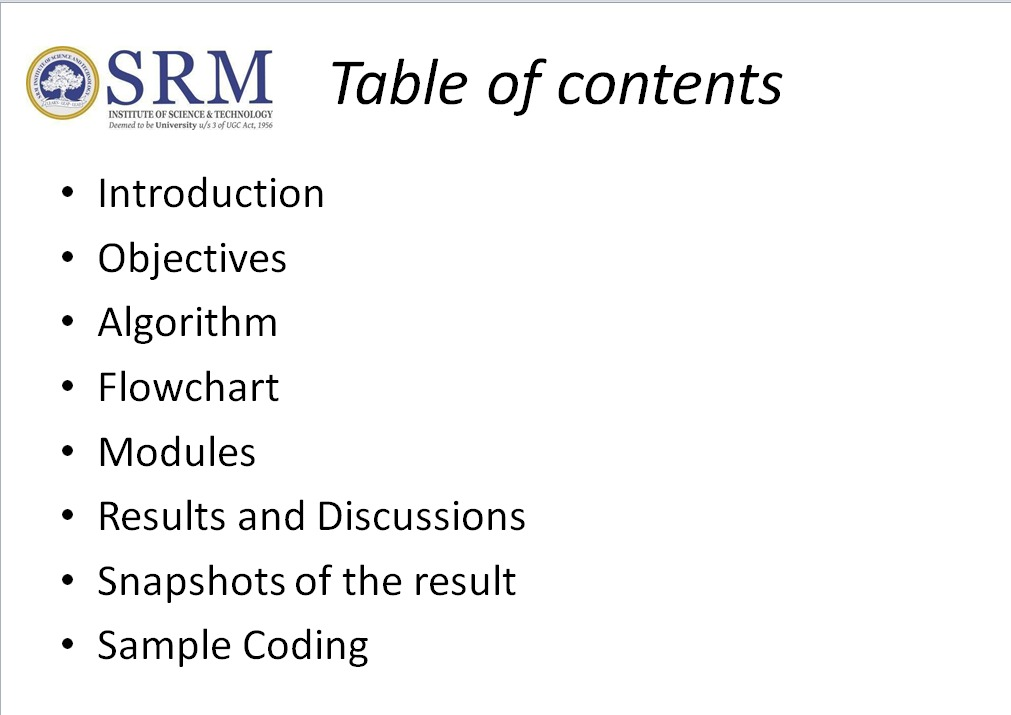 SRM
INSTITUTE OF SCIENCE & TECHNOLOGY
Deemed to be University u/s 3 of UGC Act, 1956
Table of contents
• Introduction
• Objectives
• Algorithm
• Flowchart
• Modules
• Results and Discussions
• Snapshots of the result
• Sample Coding